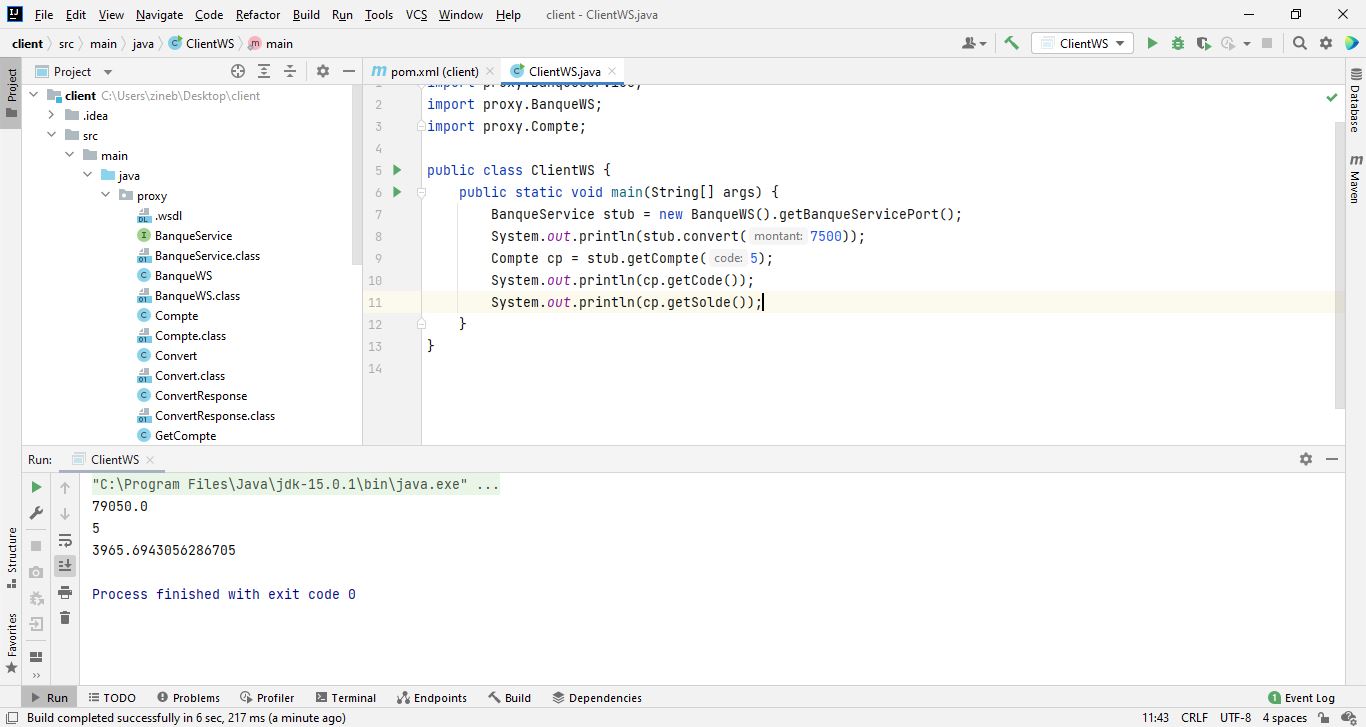 File Edit View Navigate Code Refactor Build Run Tools VCS Window Help client - ClientWS.java
client src main java ClientWS main ClientWS
Project
Project
pom.xml (client) ClientWS.java
client C:\Users\zineb\Desktop\client
.idea
src
main
java
proxy
.wsdl
BanqueService
BanqueService.class
BanqueWS
BanqueWS.class
Compte
Compte.class
Convert
Convert.class
ConvertResponse
ConvertResponse.class
GetCompte
1 import proxy.BanqueService;
2 import proxy.BanqueWS;
3 import proxy.Compte;
4
5 public class ClientWS {
6 public static void main(String[] args) {
7 BanqueService stub = new BanqueWS().getBanqueServicePort();
8 System.out.println(stub.convert( montant: 7500));
9 Compte cp = stub.getCompte( code: 5);
10 System.out.println(cp.getCode());
11 System.out.println(cp.getSolde());
12 }
13 }
14
Database
Maven
Run: ClientWS
"C:\Program Files\Java\jdk-15.0.1\bin\java.exe" ...
79050.0
5
3965.6943056286705
Process finished with exit code 0
Structure
Favorites
Run TODO Problems Profiler Terminal Endpoints Build Dependencies 1 Event Log
Build completed successfully in 6 sec, 217 ms (a minute ago) 11:43 CRLF UTF-8 4 spaces